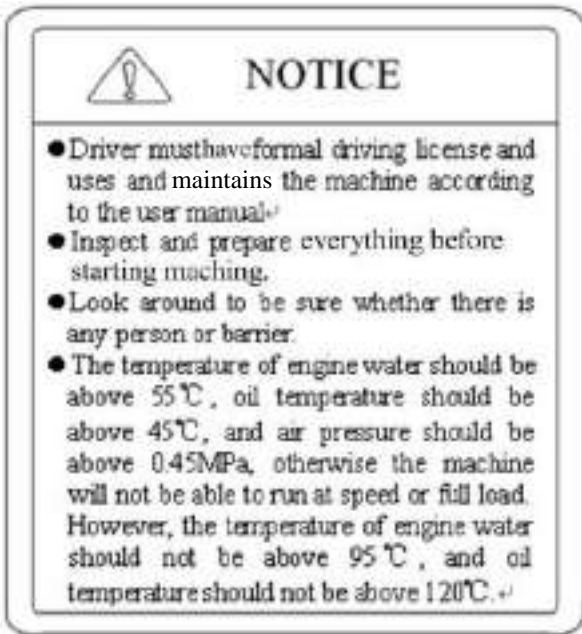 NOTICE
●Driver musthaveformal driving license and
uses and maintains the machine according
to the user manual↵
●Inspect and prepare everything before
starting maching.
●Look around to be sure whether there is
any person or barrier.
●The temperature of engine water should be
above 55℃, oil temperature should be
above 45℃, and air pressure should be
above 0.45MPa, otherwise the machine
will not be able to run at speed or full load.
However, the temperature of engine water
should not be above 95℃, and oil
temperature should not be above 120℃.↵